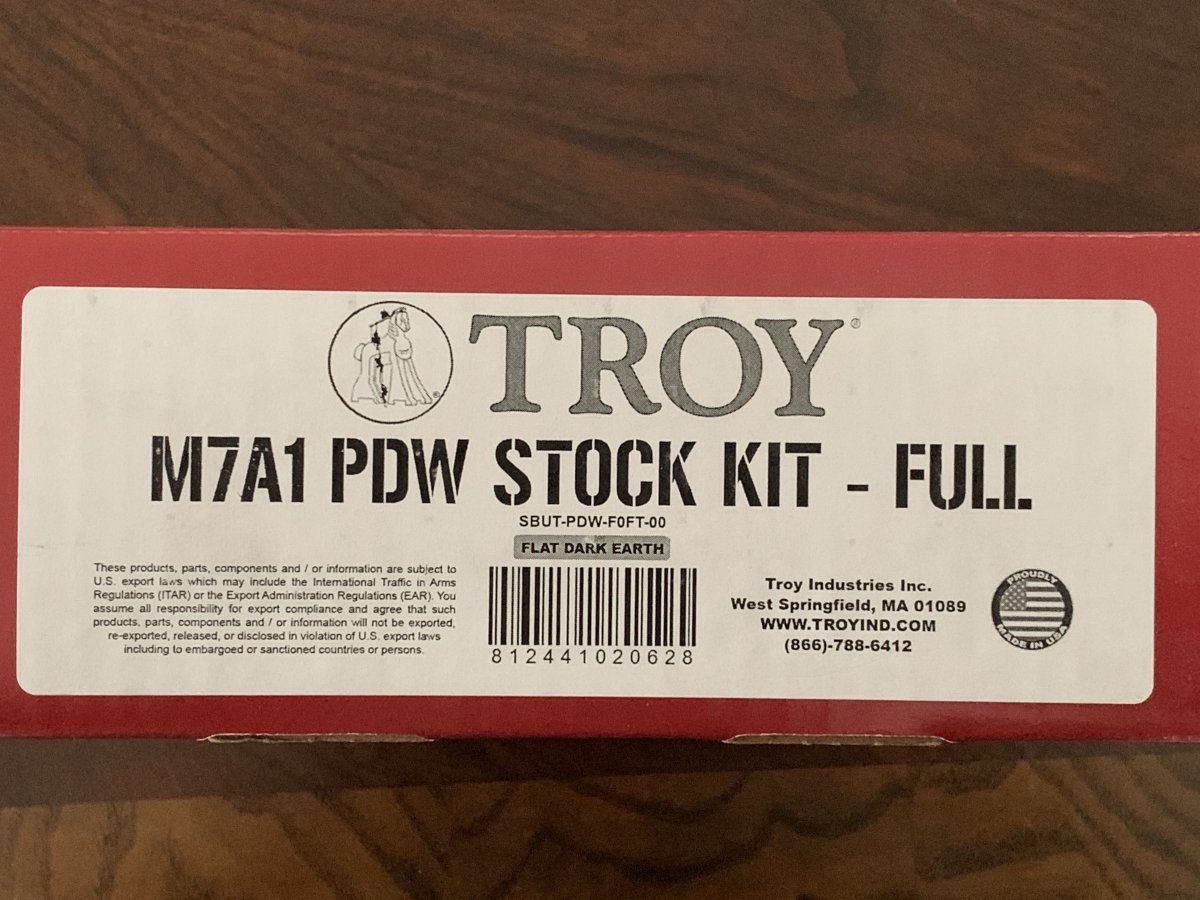 TROY®
M7A1 PDW STOCK KIT - FULL
SBUT-PDW-F0FT-00
FLAT DARK EARTH
These products, parts, components and / or information are subject to
U.S. export laws which may include the International Traffic in Arms
Regulations (ITAR) or the Export Administration Regulations (EAR). You
assume all responsibility for export compliance and agree that such
products, parts, components and / or information will not be exported,
re-exported, released, or disclosed in violation of U.S. export laws
including to embargoed or sanctioned countries or persons.
812441020628
Troy Industries Inc.
West Springfield, MA 01089
WWW.TROYIND.COM
(866)-788-6412
PROUDLY
MADE IN USA